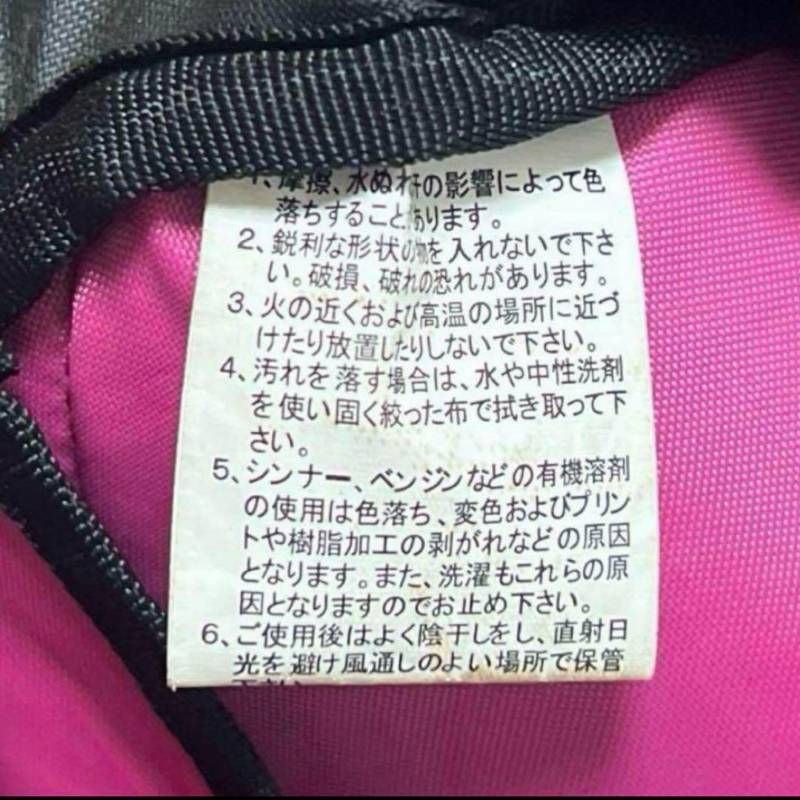 1、摩擦、水ぬれ等の影響によって色
落ちすることがあります。
2、鋭利な形状の物を入れないで下さ
い。破損、破れの恐れがあります。
3、火の近くおよび高温の場所に近づ
けたり放置したりしないで下さい。
4、汚れを落す場合は、水や中性洗剤
を使い固く絞った布で拭き取って下
さい。
5、シンナー、ベンジンなどの有機溶剤
の使用は色落ち、変色およびプリン
トや樹脂加工の剥がれなどの原因
となります。また、洗濯もこれらの原
因となりますのでお止め下さい。
6、ご使用後はよく陰干しをし、直射日
光を避け風通しのよい場所で保管
下さい。